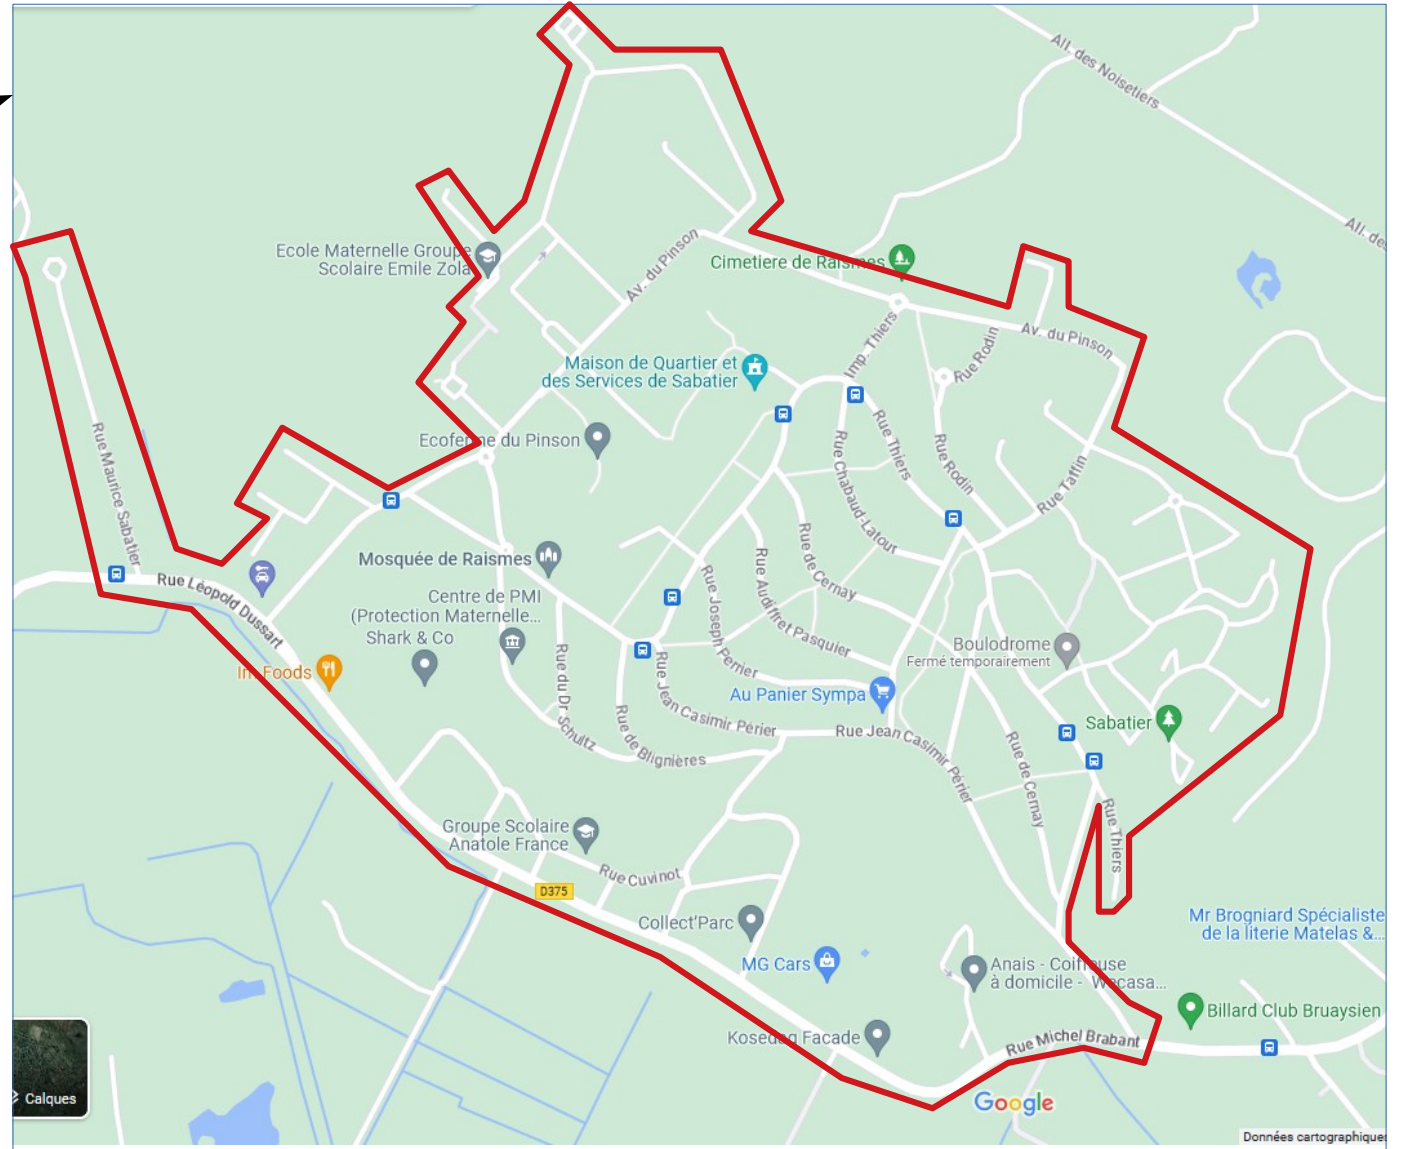 All. des Noisetiers
All. des
Ecole Maternelle Groupe
Scolaire Emile Zola
Av. du Pinson
Cimetiere de Raismes
Imp. Thiers
Rue Rodin
Av. du Pinson
Maison de Quartier et
des Services de Sabatier
Rue Maurice Sabatier
Ecoferme du Pinson
Rue Chabaud-Latour
Rue Thiers
Rue Rodin
Rue Taffin
Mosquée de Raismes
Rue de Cernay
Rue Léopold Dussart
Centre de PMI
(Protection Maternelle...
Shark & Co
Rue Joseph Perrier
Rue Audiffret Pasquier
Boulodrome
Fermé temporairement
Foods
Rue du Dr Schultz
Rue Jean Casimir Périer
Au Panier Sympa
Rue de Blignières
Rue Jean Casimir Périer
Sabatier
Rue de Cernay
Rue Thiers
Groupe Scolaire
Anatole France
Rue Cuvinot
D375
Collect'Parc
MG Cars
Mr Brogniard Spécialiste
de la literie Matelas &...
Anais - Coiffeuse
à domicile - Wecasa...
Billard Club Bruaysien
Kosedag Facade
Rue Michel Brabant
Calques
Google
Données cartographiques